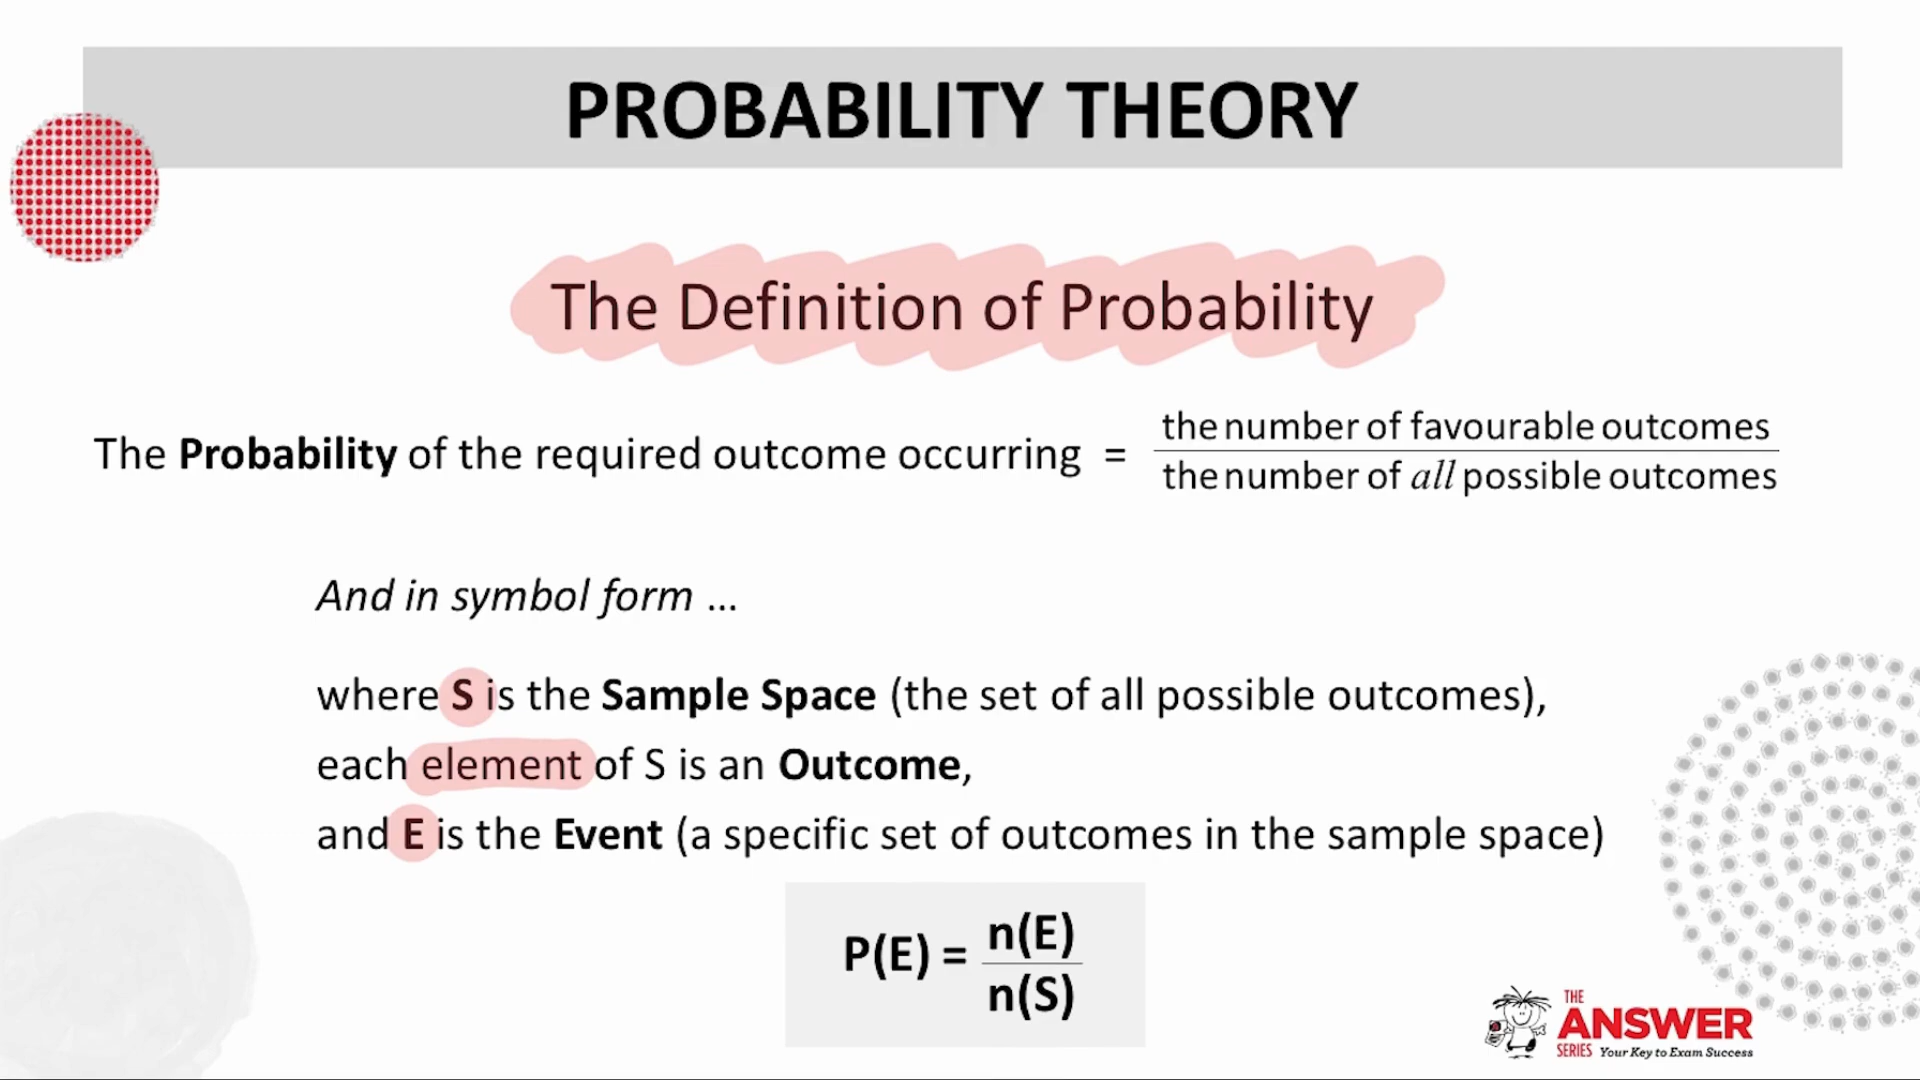 PROBABILITY THEORY
The Definition of Probability
The Probability of the required outcome occurring = the number of favourable outcomes
the number of all possible outcomes
And in symbol form ...
where S is the Sample Space (the set of all possible outcomes),
each element of S is an Outcome,
and E is the Event (a specific set of outcomes in the sample space)
P(E) = n(E)
n(S)
THE
ANSWER
SERIES Your Key to Exam Success